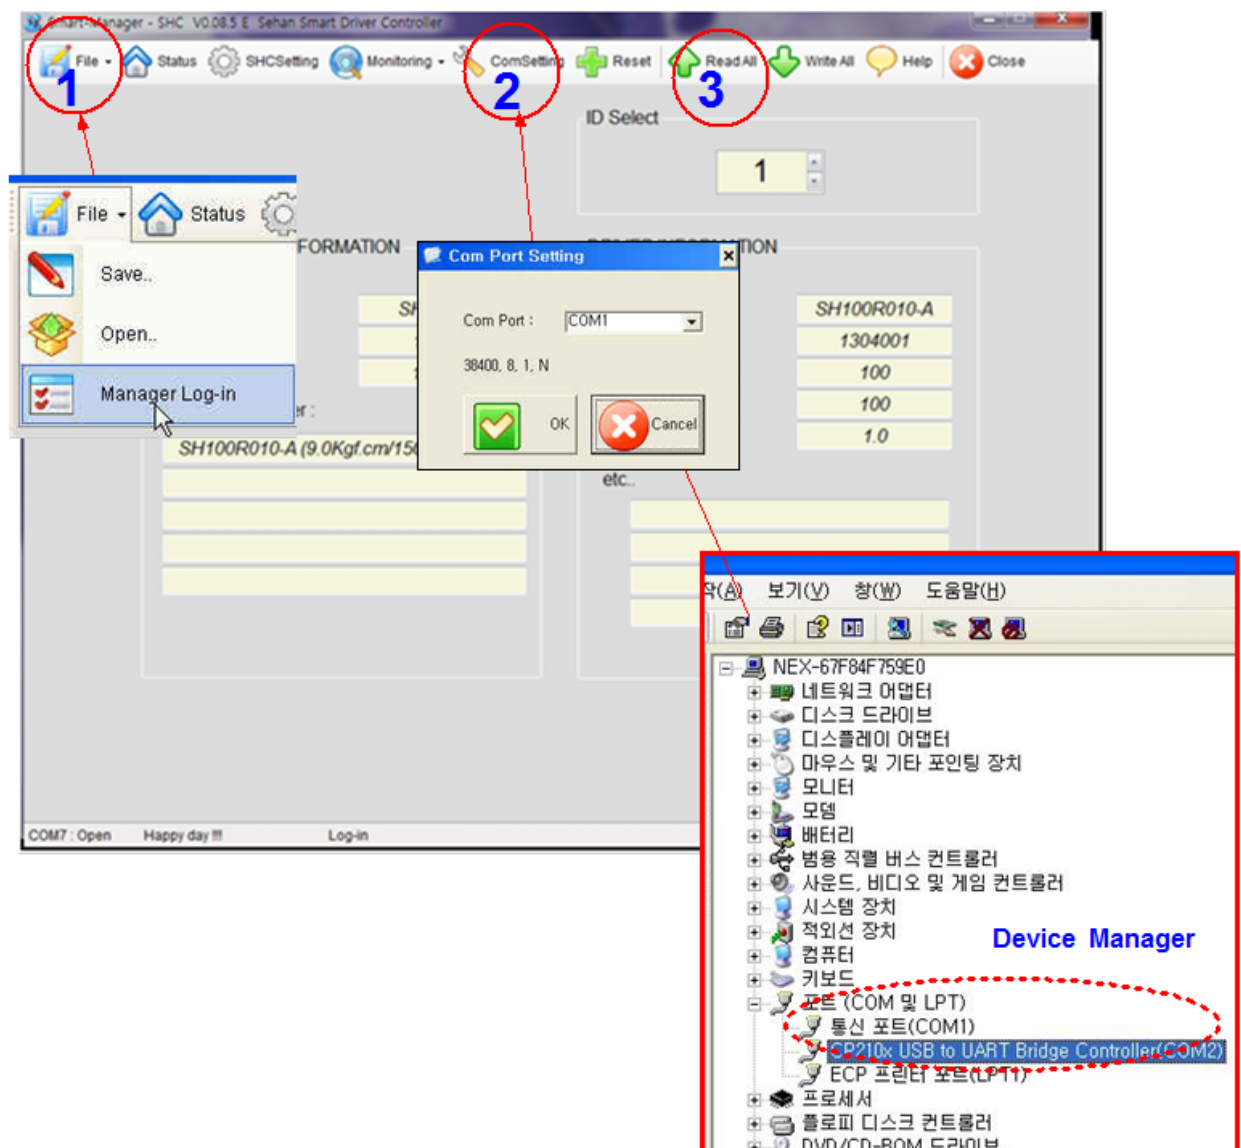 Smart-Manager - SHC V0.08.5 E Sehan Smart Driver Controller
File Status SHCSetting Monitoring ComSetting Reset Read All Write All Help Close
1 2 3
ID Select
1
File Status
Save..
Open..
Manager Log-in
FORMATION
Com Port Setting
Com Port :
COM1
38400, 8, 1, N
OK
Cancel
SH100R010-A
1304001
100
100
1.0
er :
SH100R010-A (9.0Kgf.cm/150
etc..
COM7 : Open Happy day !!! Log-in
작(A) 보기(V) 창(W) 도움말(H)
NEX-67F84F759E0
네트워크 어댑터
디스크 드라이브
디스플레이 어댑터
마우스 및 기타 포인팅 장치
모니터
모뎀
배터리
범용 직렬 버스 컨트롤러
사운드, 비디오 및 게임 컨트롤러
시스템 장치
적외선 장치
Device Manager
컴퓨터
키보드
포트 (COM 및 LPT)
통신 포트(COM1)
CP210x USB to UART Bridge Controller(COM2)
ECP 프린터 포트(LPT1)
프로세서
플로피 디스크 컨트롤러
DVD/CD-ROM 드라이브